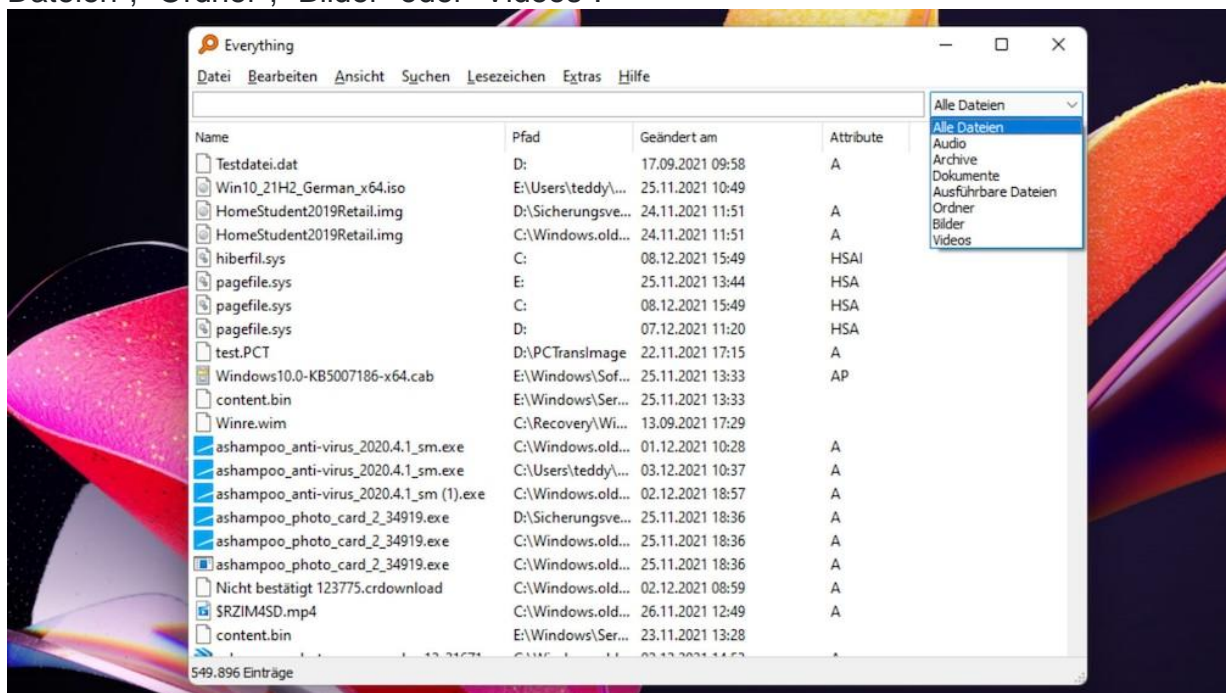 Dateien", "Ordner", "Bilder" oder "Videos".
Everything
Datei Bearbeiten Ansicht Suchen Lesezeichen Extras Hilfe
Alle Dateien
Alle Dateien
Audio
Archive
Dokumente
Ausführbare Dateien
Ordner
Bilder
Videos
Name Pfad Geändert am Attribute
Testdatei.dat D: 17.09.2021 09:58 A
Win10_21H2_German_x64.iso E:\Users\teddy\... 25.11.2021 10:49
HomeStudent2019Retail.img D:\Sicherungsve... 24.11.2021 11:51 A
HomeStudent2019Retail.img C:\Windows.old... 24.11.2021 11:51 A
hiberfil.sys C: 08.12.2021 15:49 HSAI
pagefile.sys E: 25.11.2021 13:44 HSA
pagefile.sys C: 08.12.2021 15:49 HSA
pagefile.sys D: 07.12.2021 11:20 HSA
test.PCT D:\PCTransImage 22.11.2021 17:15 A
Windows10.0-KB5007186-x64.cab E:\Windows\Sof... 25.11.2021 13:33 AP
content.bin E:\Windows\Ser... 25.11.2021 13:33
Winre.wim C:\Recovery\Wi... 13.09.2021 17:29
ashampoo_anti-virus_2020.4.1_sm.exe C:\Windows.old... 01.12.2021 10:28 A
ashampoo_anti-virus_2020.4.1_sm.exe C:\Users\teddy\... 03.12.2021 10:37 A
ashampoo_anti-virus_2020.4.1_sm (1).exe C:\Windows.old... 02.12.2021 18:57 A
ashampoo_photo_card_2_34919.exe D:\Sicherungsve... 25.11.2021 18:36 A
ashampoo_photo_card_2_34919.exe C:\Windows.old... 25.11.2021 18:36 A
ashampoo_photo_card_2_34919.exe C:\Windows.old... 25.11.2021 18:36 A
Nicht bestätigt 123775.crdownload C:\Windows.old... 02.12.2021 08:59 A
$RZIM4SD.mp4 C:\Windows.old... 26.11.2021 12:49 A
content.bin E:\Windows\Ser... 23.11.2021 13:28
549.896 Einträge